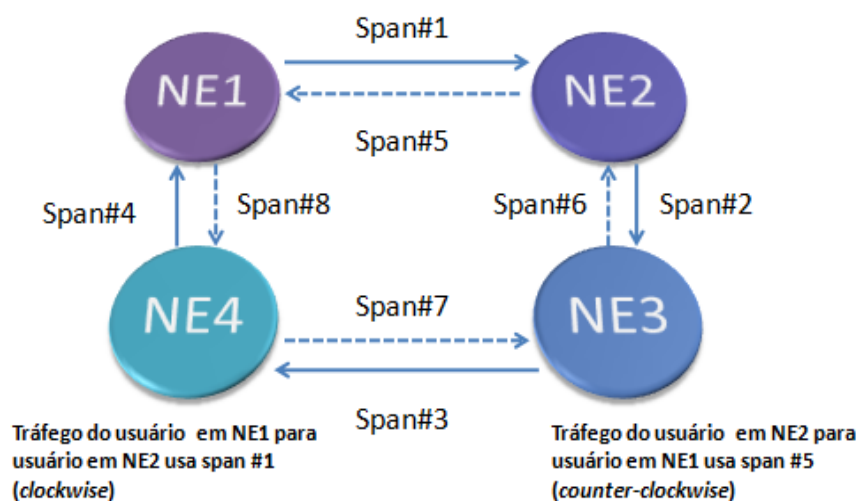 Span#1
NE1
NE2
Span#5
Span#4
Span#8
Span#6
Span#2
NE4
Span#7
NE3
Span#3
Tráfego do usuário em NE1 para
usuário em NE2 usa span #1
(clockwise)
Tráfego do usuário em NE2 para
usuário em NE1 usa span #5
(counter-clockwise)